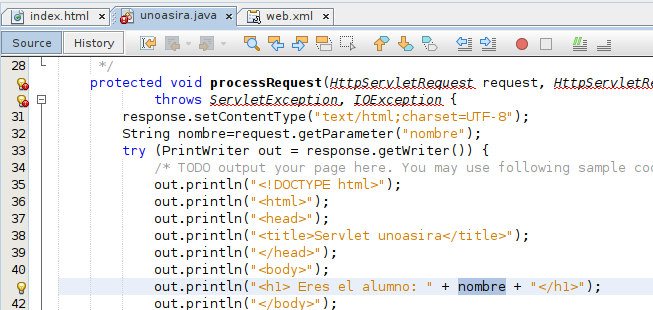 index.html unoasira.java web.xml
Source History
28 */
protected void processRequest(HttpServletRequest request, HttpServletRe
throws ServletException, IOException {
31 response.setContentType("text/html;charset=UTF-8");
32 String nombre=request.getParameter("nombre");
33 try (PrintWriter out = response.getWriter()) {
34 /* TODO output your page here. You may use following sample co
35 out.println("<!DOCTYPE html>");
36 out.println("<html>");
37 out.println("<head>");
38 out.println("<title>Servlet unoasira</title>");
39 out.println("</head>");
40 out.println("<body>");
out.println("<h1> Eres el alumno: " + nombre + "</h1>");
42 out.println("</body>");